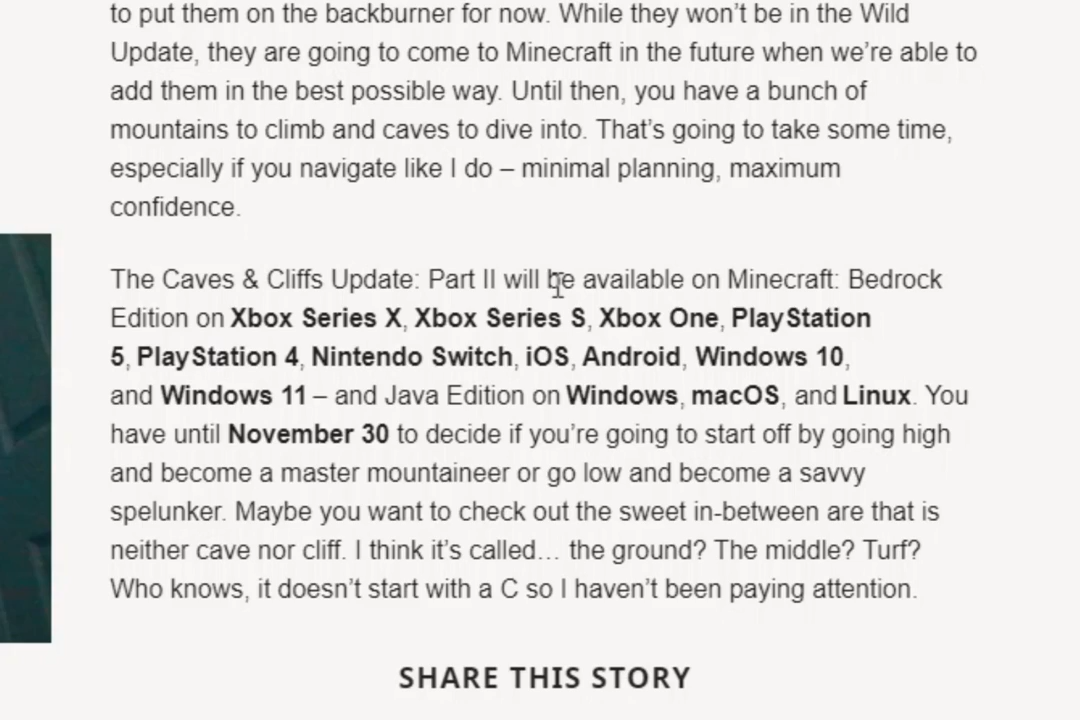 to put them on the backburner for now. While they won't be in the Wild
Update, they are going to come to Minecraft in the future when we're able to
add them in the best possible way. Until then, you have a bunch of
mountains to climb and caves to dive into. That's going to take some time,
especially if you navigate like I do – minimal planning, maximum
confidence.
The Caves & Cliffs Update: Part II will be available on Minecraft: Bedrock
Edition on Xbox Series X, Xbox Series S, Xbox One, PlayStation
5, PlayStation 4, Nintendo Switch, iOS, Android, Windows 10,
and Windows 11 – and Java Edition on Windows, macOS, and Linux. You
have until November 30 to decide if you're going to start off by going high
and become a master mountaineer or go low and become a savvy
spelunker. Maybe you want to check out the sweet in-between are that is
neither cave nor cliff. I think it's called... the ground? The middle? Turf?
Who knows, it doesn't start with a C so I haven't been paying attention.
SHARE THIS STORY